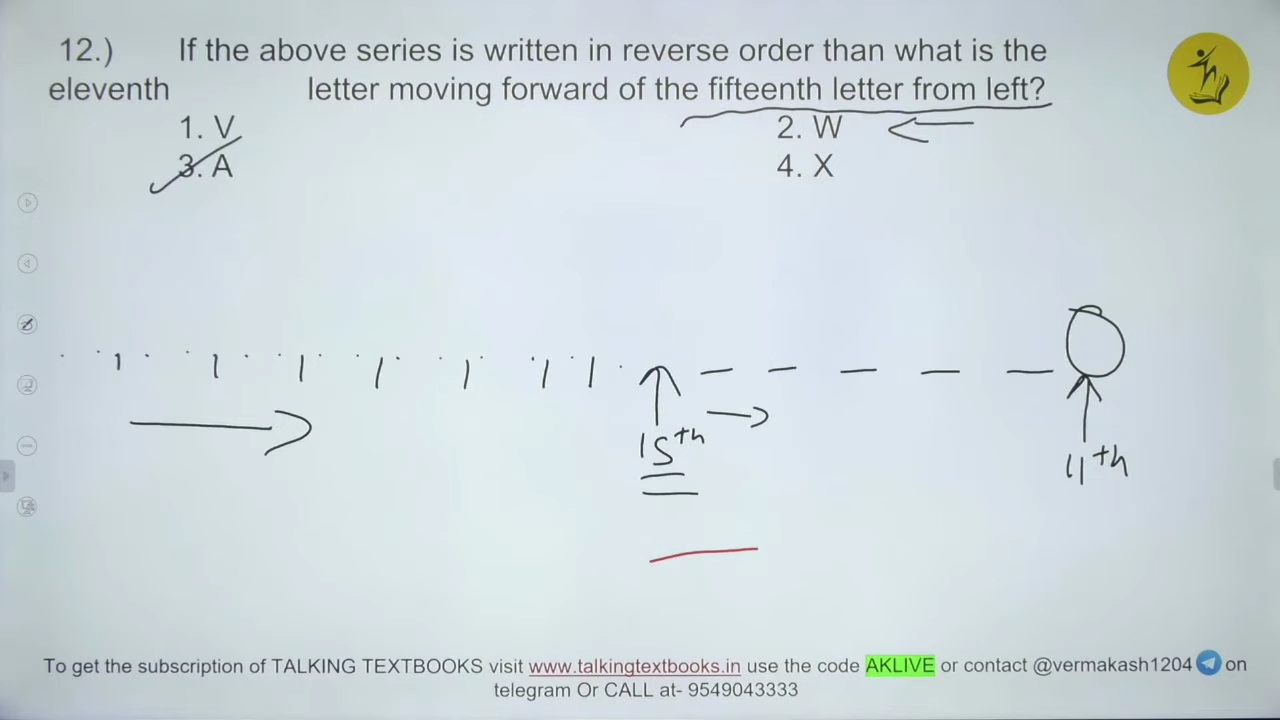 12.) If the above series is written in reverse order than what is the
eleventh letter moving forward of the fifteenth letter from left?
1. V 2. W
3. A 4. X
15th
11th
To get the subscription of TALKING TEXTBOOKS visit www.talkingtextbooks.in use the code AKLIVE or contact @vermakash1204 on
telegram Or CALL at- 9549043333